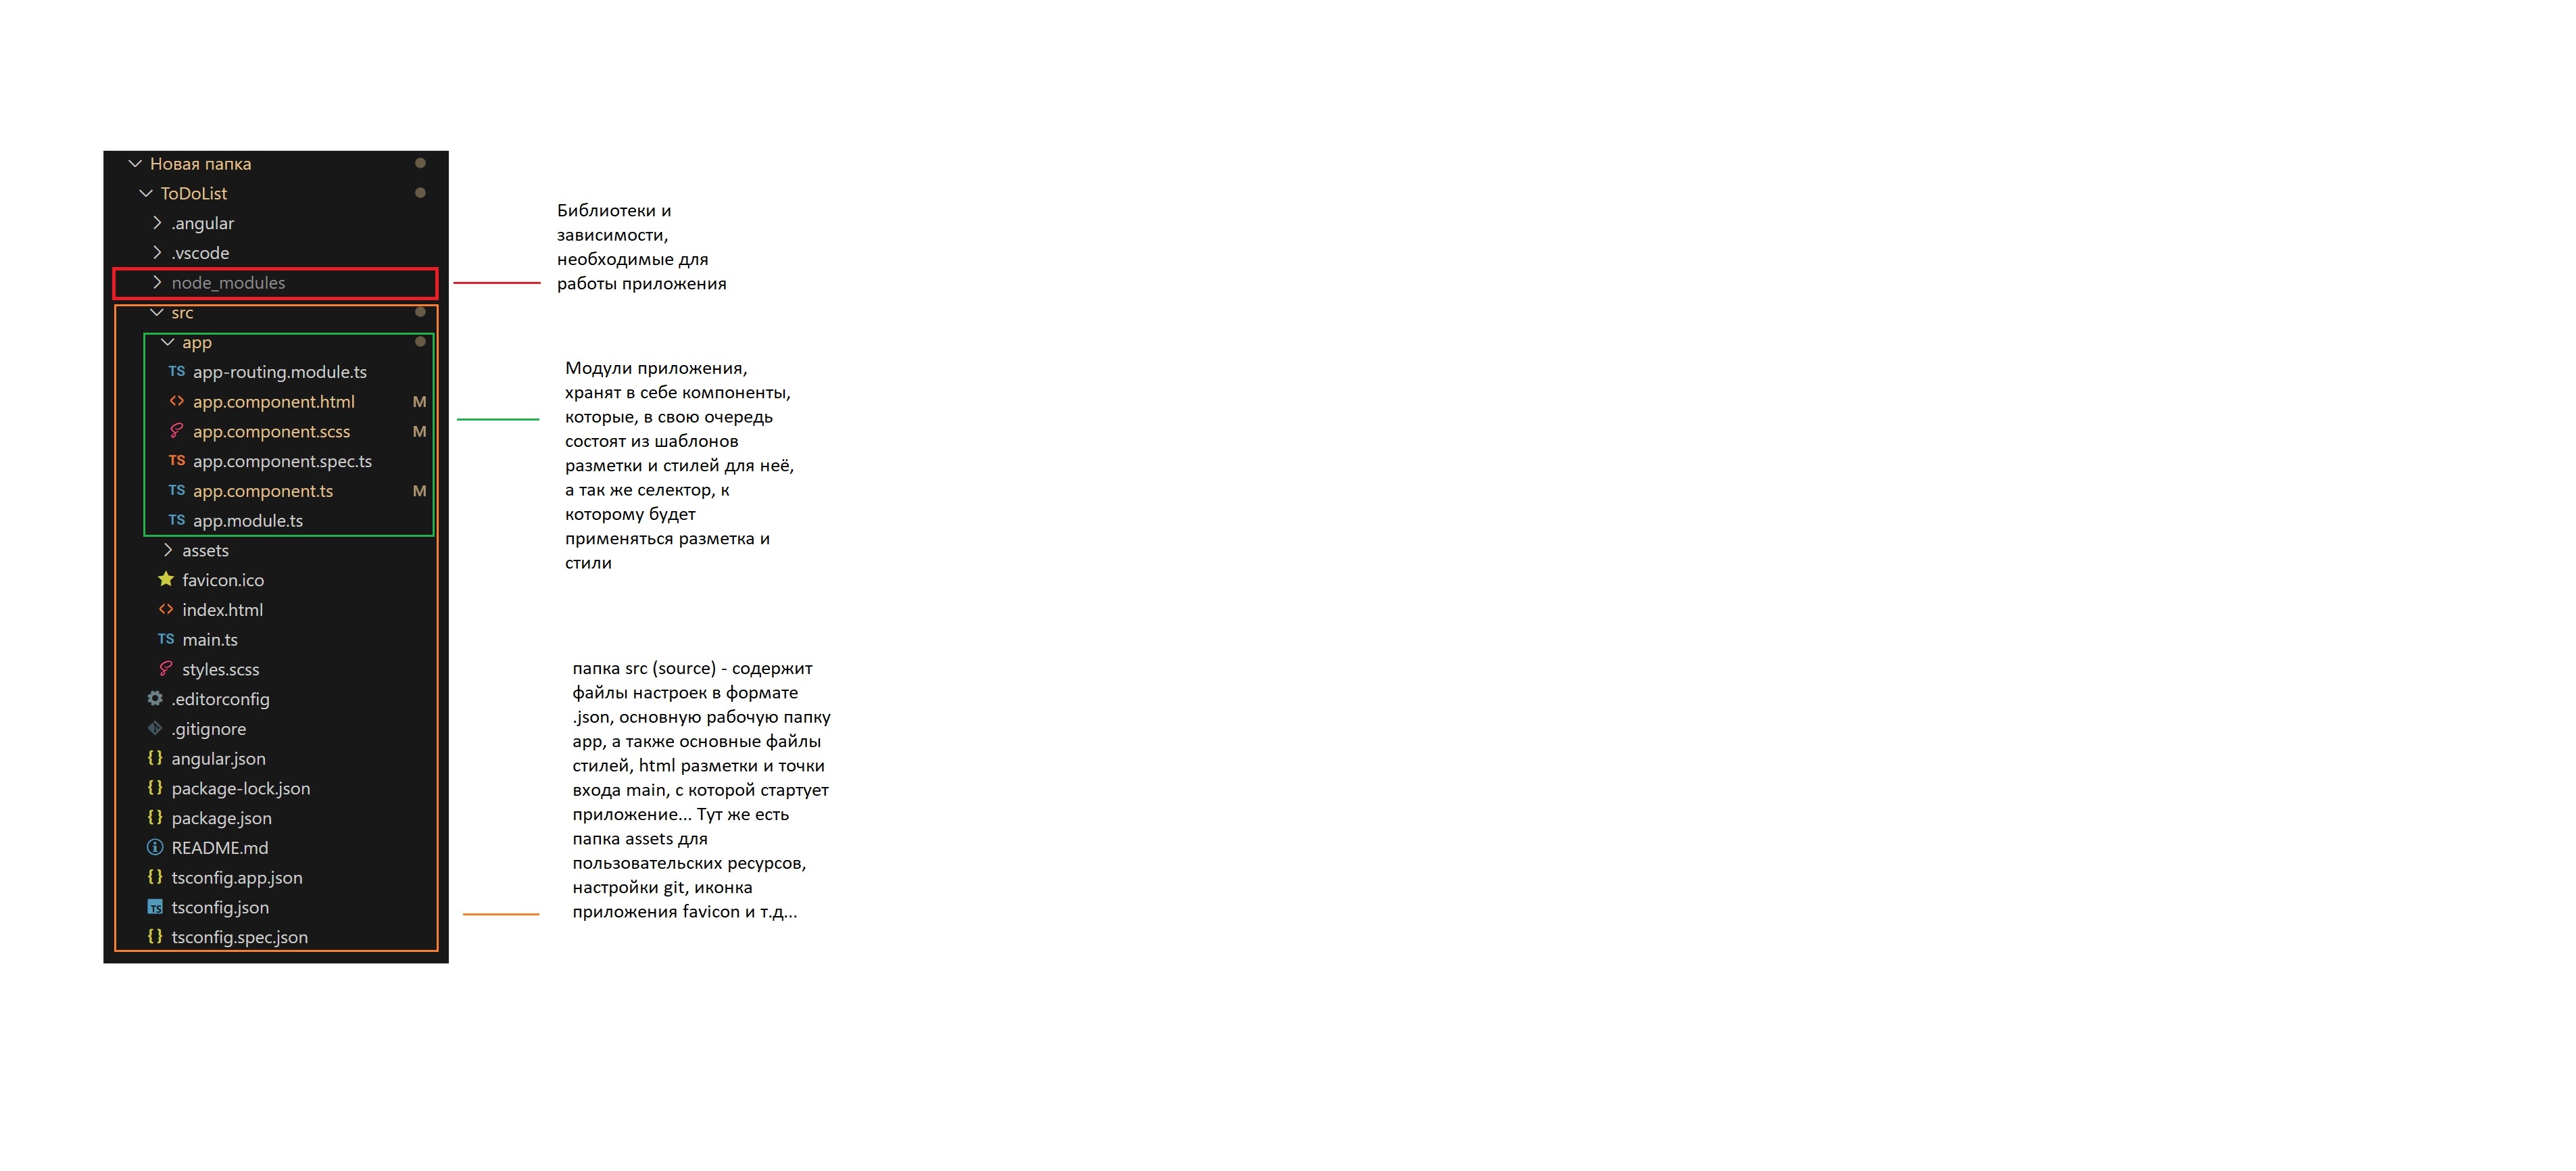 Новая папка
ToDoList
.angular
.vscode
node_modules
src
app
TS app-routing.module.ts
<> app.component.html M
app.component.scss M
TS app.component.spec.ts
TS app.component.ts M
TS app.module.ts
assets
favicon.ico
<> index.html
TS main.ts
styles.scss
.editorconfig
.gitignore
{} angular.json
{} package-lock.json
{} package.json
README.md
{} tsconfig.app.json
TS tsconfig.json
{} tsconfig.spec.json
Библиотеки и
зависимости,
необходимые для
работы приложения
Модули приложения,
хранят в себе компоненты,
которые, в свою очередь
состоят из шаблонов
разметки и стилей для неё,
а так же селектор, к
которому будет
применяться разметка и
стили
папка src (source) - содержит
файлы настроек в формате
.json, основную рабочую папку
app, а также основные файлы
стилей, html разметки и точки
входа main, с которой стартует
приложение... Тут же есть
папка assets для
пользовательских ресурсов,
настройки git, иконка
приложения favicon и т.д...